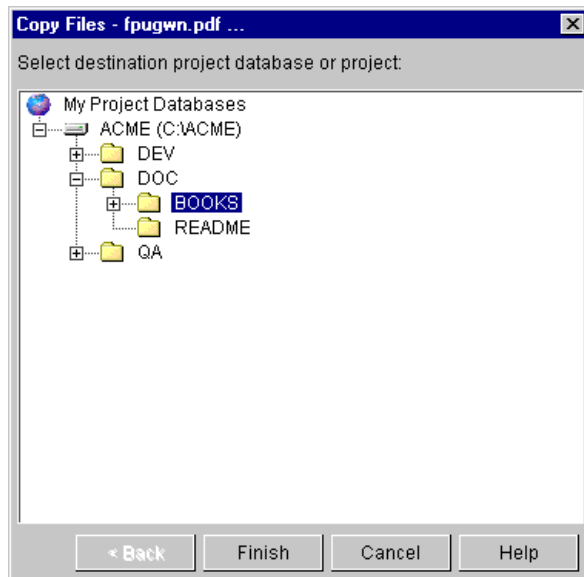 Copy Files - fpugwn.pdf ...
Select destination project database or project:
My Project Databases
ACME (C:\ACME)
DEV
DOC
BOOKS
README
QA
< Back Finish Cancel Help